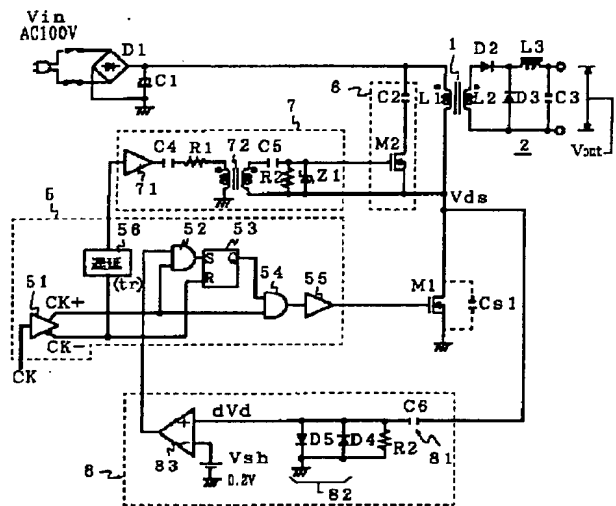 Vin
AC100V
D1
C1
1
D2
L3
L1
L2
D3
C3
Vout
2
6
C2
M2
7
C4
R1
72
C5
R2
Z1
71
Vds
5
56
遅延
(tr)
52
53
S
Q
R
54
55
51
CK+
CK-
CK
M1
Cs1
8
83
dVd
Vsh
0.2V
D5
D4
R2
C6
81
82